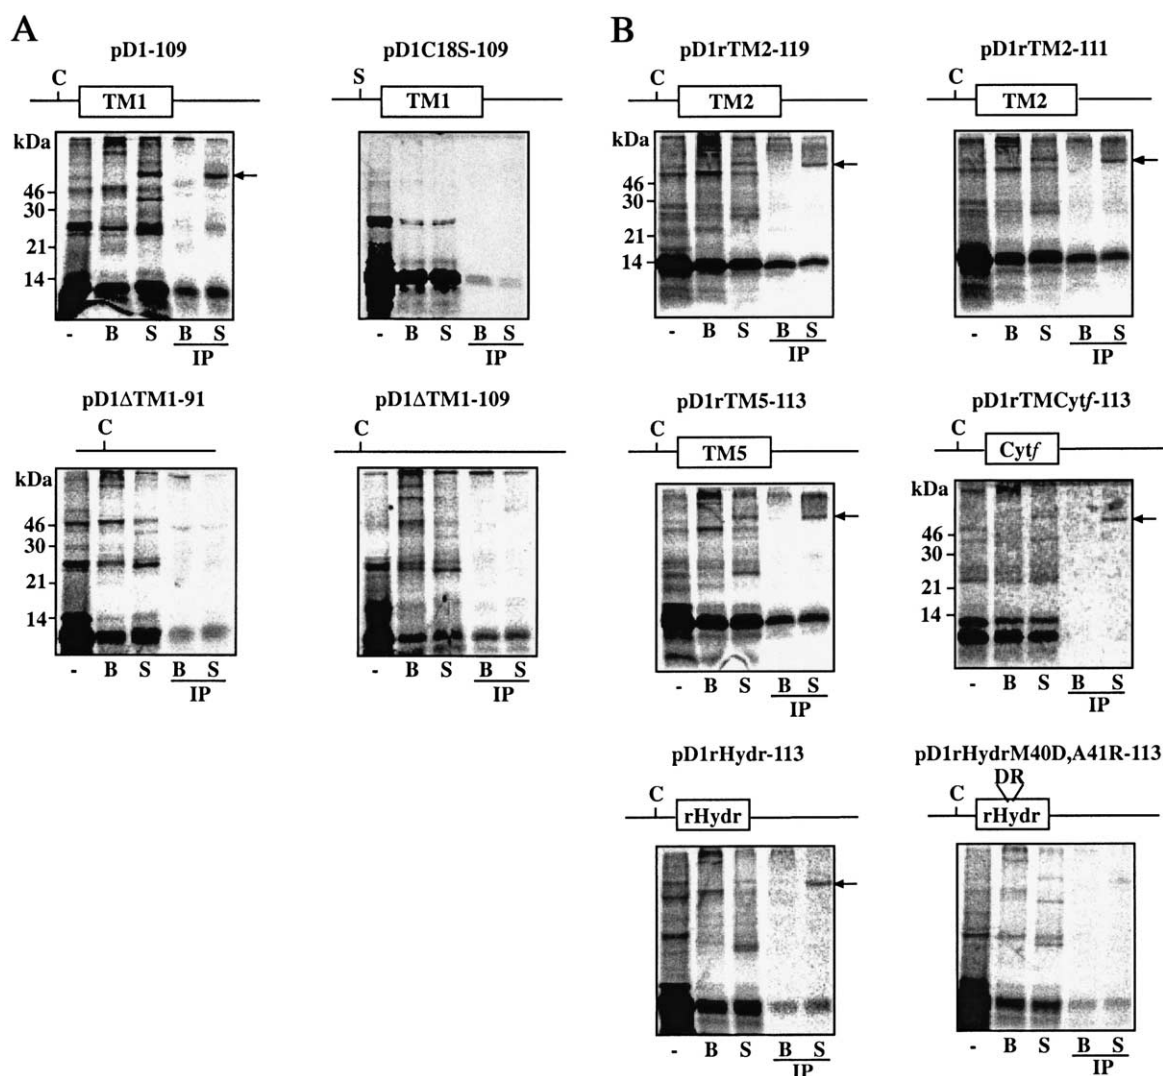 A
B
pD1-109
pD1C18S-109
pD1rTM2-119
pD1rTM2-111
C
S
C
C
TM1
TM1
TM2
TM2
kDa
46
30
21
14
kDa
46
30
21
14
- B S B S
IP
- B S B S
IP
- B S B S
IP
- B S B S
IP
pD1ΔTM1-91
pD1ΔTM1-109
pD1rTM5-113
pD1rTMCytf-113
C
C
C
C
TM5
Cytf
kDa
46
30
21
14
kDa
46
30
21
14
- B S B S
IP
- B S B S
IP
- B S B S
IP
- B S B S
IP
pD1rHydr-113
pD1rHydrM40D,A41R-113
DR
C
C
rHydr
rHydr
- B S B S
IP
- B S B S
IP